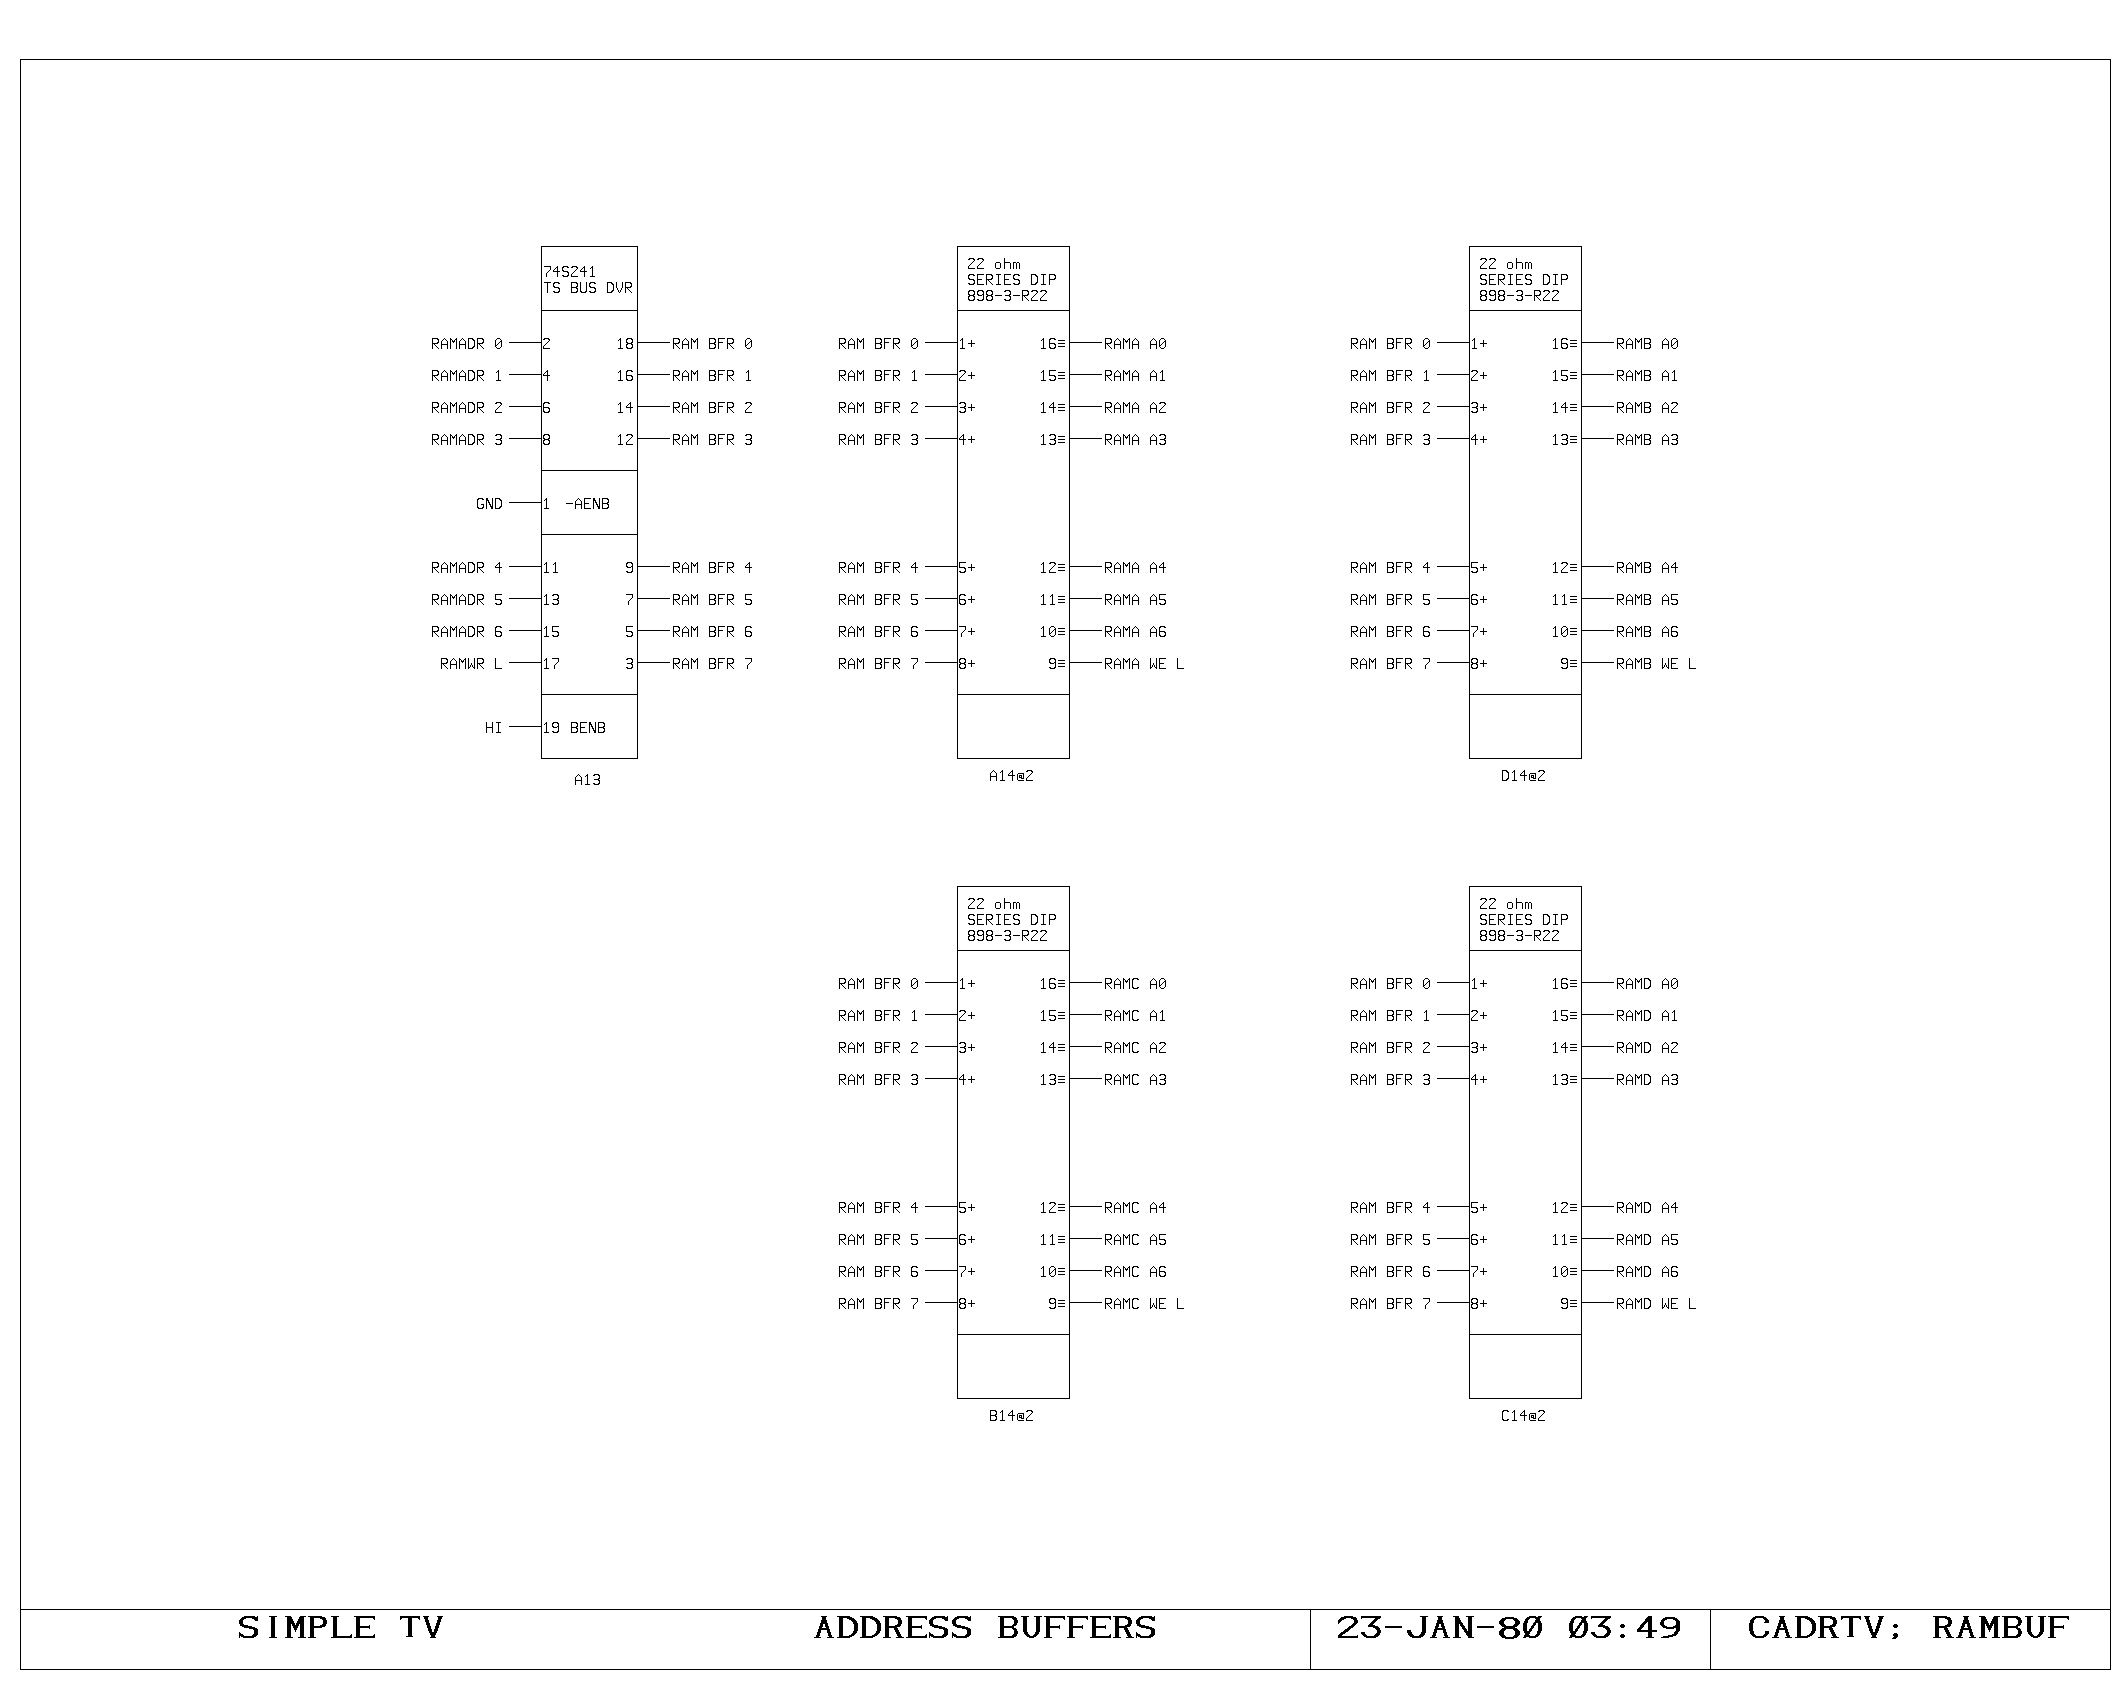 74S241
TS BUS DVR
RAMADR 0 2 18 RAM BFR 0
RAMADR 1 4 16 RAM BFR 1
RAMADR 2 6 14 RAM BFR 2
RAMADR 3 8 12 RAM BFR 3
GND 1 -AENB
RAMADR 4 11 9 RAM BFR 4
RAMADR 5 13 7 RAM BFR 5
RAMADR 6 15 5 RAM BFR 6
RAMWR L 17 3 RAM BFR 7
HI 19 BENB
A13
22 ohm
SERIES DIP
898-3-R22
RAM BFR 0 1+ 16≡ RAMA A0
RAM BFR 1 2+ 15≡ RAMA A1
RAM BFR 2 3+ 14≡ RAMA A2
RAM BFR 3 4+ 13≡ RAMA A3
RAM BFR 4 5+ 12≡ RAMA A4
RAM BFR 5 6+ 11≡ RAMA A5
RAM BFR 6 7+ 10≡ RAMA A6
RAM BFR 7 8+ 9≡ RAMA WE L
A14@2
22 ohm
SERIES DIP
898-3-R22
RAM BFR 0 1+ 16≡ RAMB A0
RAM BFR 1 2+ 15≡ RAMB A1
RAM BFR 2 3+ 14≡ RAMB A2
RAM BFR 3 4+ 13≡ RAMB A3
RAM BFR 4 5+ 12≡ RAMB A4
RAM BFR 5 6+ 11≡ RAMB A5
RAM BFR 6 7+ 10≡ RAMB A6
RAM BFR 7 8+ 9≡ RAMB WE L
D14@2
22 ohm
SERIES DIP
898-3-R22
RAM BFR 0 1+ 16≡ RAMC A0
RAM BFR 1 2+ 15≡ RAMC A1
RAM BFR 2 3+ 14≡ RAMC A2
RAM BFR 3 4+ 13≡ RAMC A3
RAM BFR 4 5+ 12≡ RAMC A4
RAM BFR 5 6+ 11≡ RAMC A5
RAM BFR 6 7+ 10≡ RAMC A6
RAM BFR 7 8+ 9≡ RAMC WE L
B14@2
22 ohm
SERIES DIP
898-3-R22
RAM BFR 0 1+ 16≡ RAMD A0
RAM BFR 1 2+ 15≡ RAMD A1
RAM BFR 2 3+ 14≡ RAMD A2
RAM BFR 3 4+ 13≡ RAMD A3
RAM BFR 4 5+ 12≡ RAMD A4
RAM BFR 5 6+ 11≡ RAMD A5
RAM BFR 6 7+ 10≡ RAMD A6
RAM BFR 7 8+ 9≡ RAMD WE L
C14@2
SIMPLE TV ADDRESS BUFFERS 23-JAN-80 03:49 CADRTV; RAMBUF